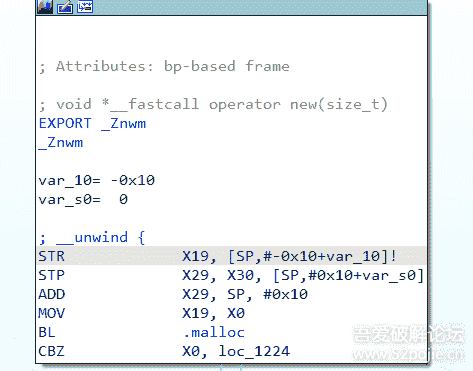 ; Attributes: bp-based frame
; void *__fastcall operator new(size_t)
EXPORT _Znwm
_Znwm
var_10= -0x10
var_s0=  0
; __unwind {
STR X19, [SP,#-0x10+var_10]!
STP X29, X30, [SP,#0x10+var_s0]
ADD X29, SP, #0x10
MOV X19, X0
BL .malloc
CBZ X0, loc_1224
吾爱破解论坛
www.52pojie.cn